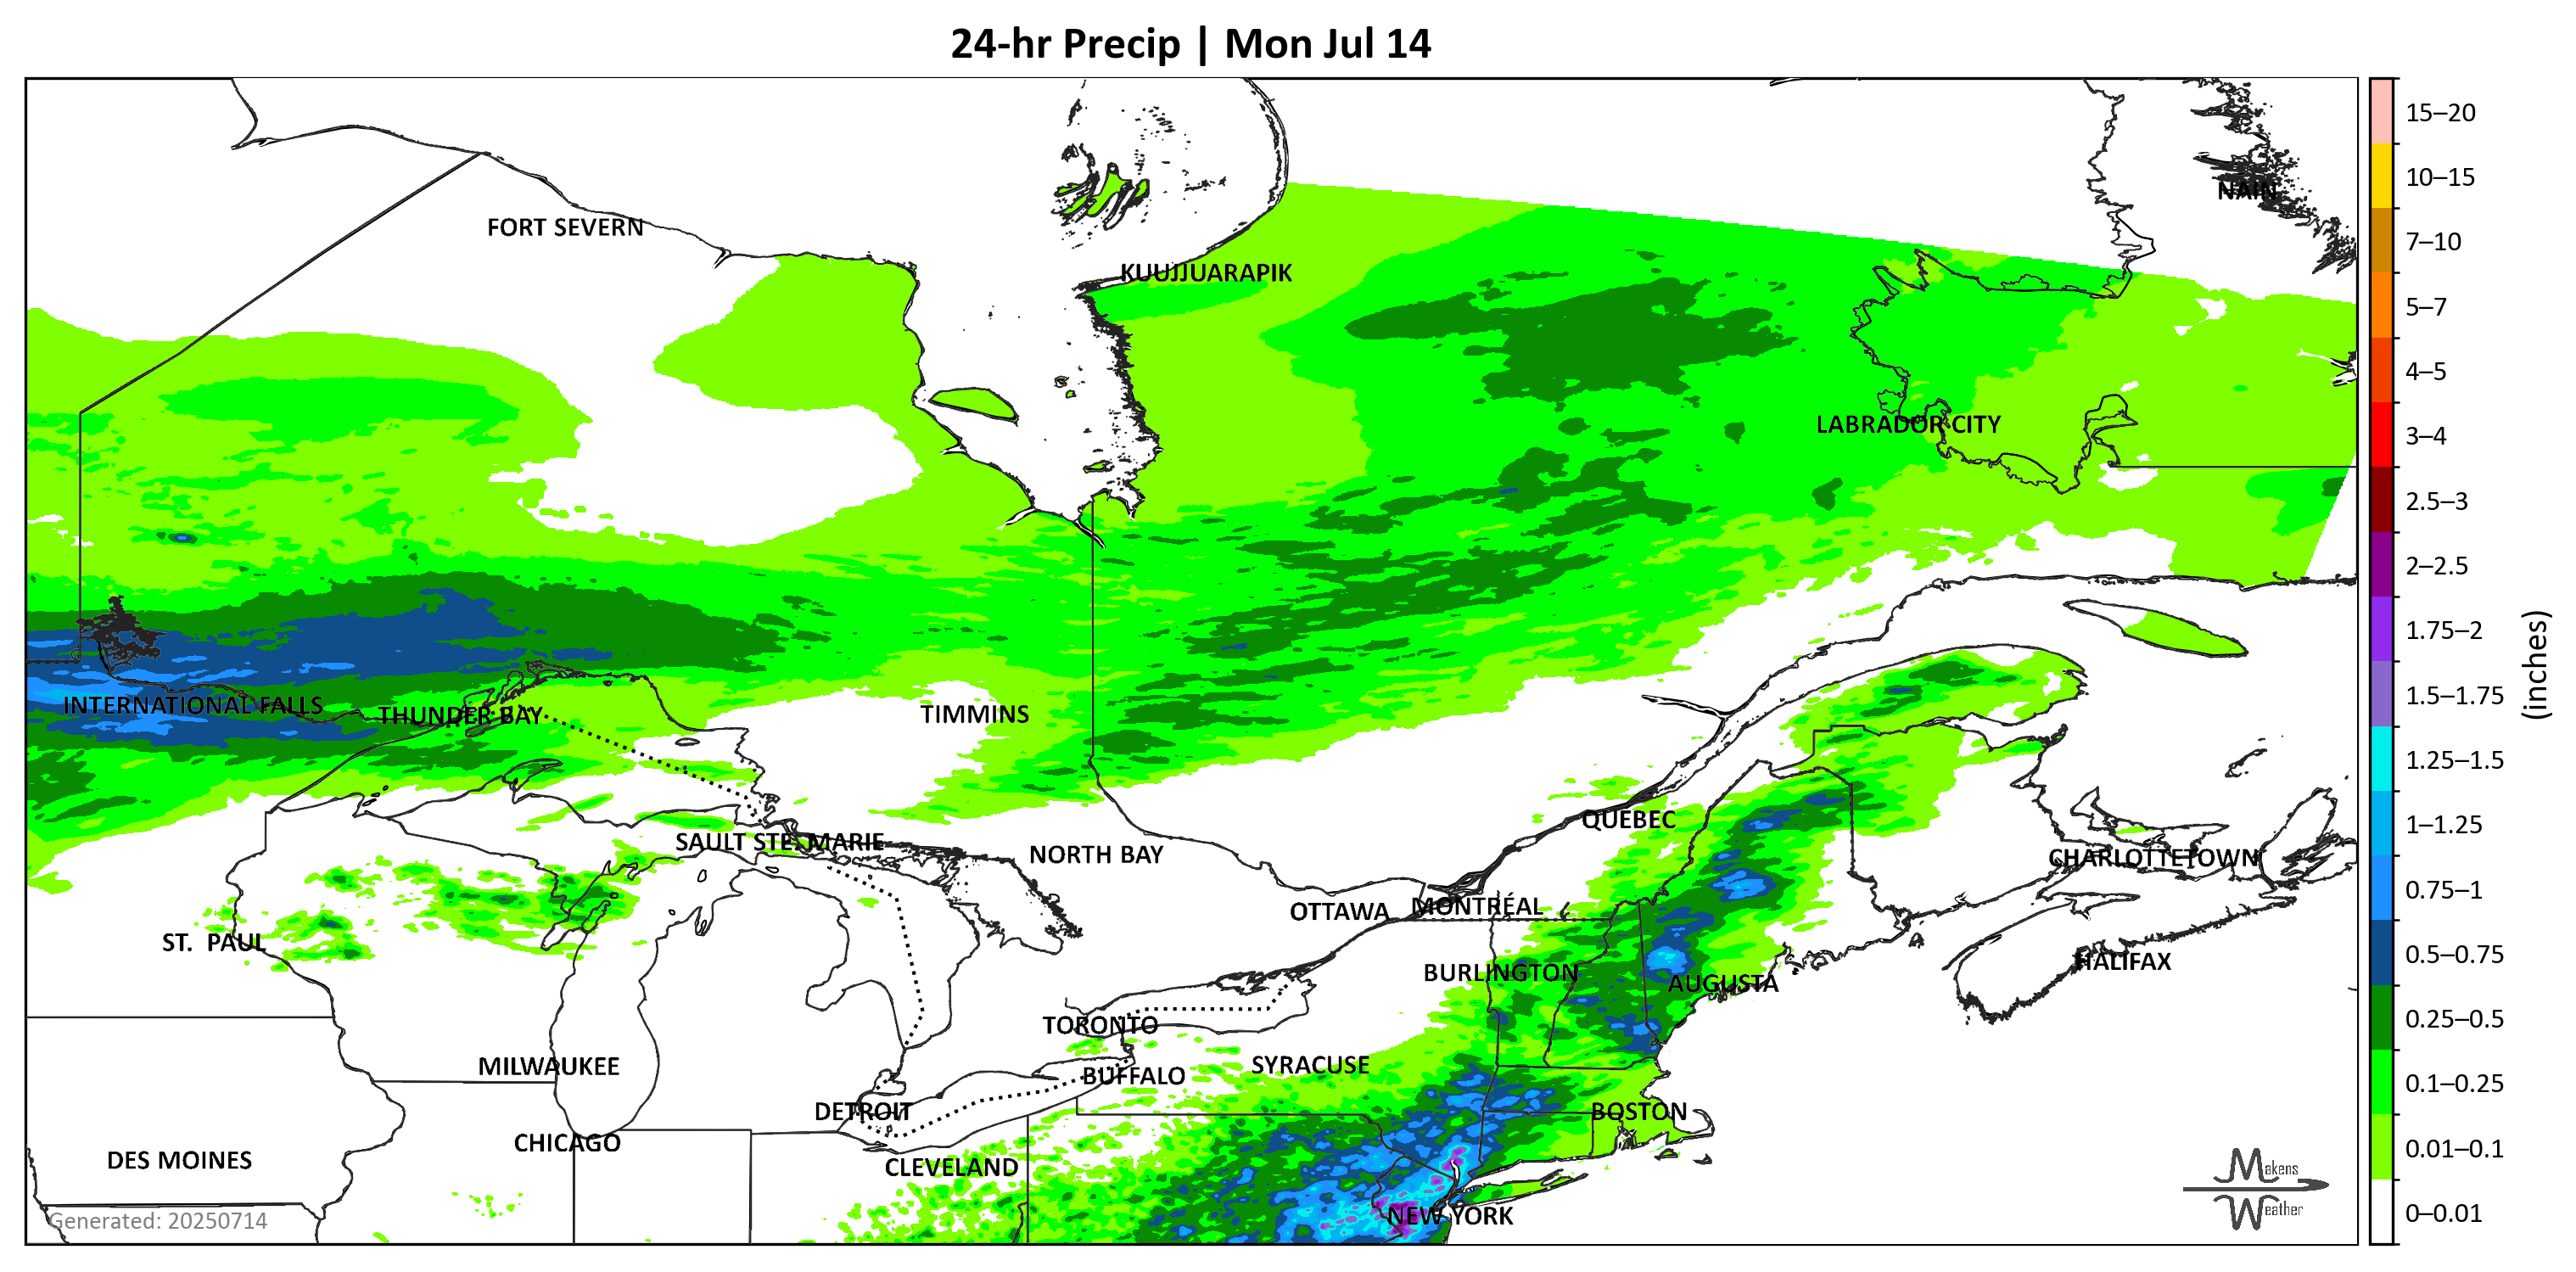 24-hr Precip | Mon Jul 14
15–20
NAIN
10–15
FORT SEVERN
7–10
KUUJJUARAPIK
5–7
4–5
LABRADOR CITY
3–4
2.5–3
2–2.5
1.75–2
(inches)
INTERNATIONAL FALLS
THUNDER BAY
TIMMINS
1.5–1.75
1.25–1.5
QUEBEC
1–1.25
SAULT STE. MARIE
NORTH BAY
CHARLOTTETOWN
0.75–1
OTTAWA
MONTRÉAL
ST. PAUL
0.5–0.75
BURLINGTON
AUGUSTA
HALIFAX
TORONTO
0.25–0.5
MILWAUKEE
SYRACUSE
BUFFALO
0.1–0.25
DETROIT
BOSTON
CHICAGO
0.01–0.1
DES MOINES
CLEVELAND
Makens
Weather
NEW YORK
0–0.01
Generated: 20250714